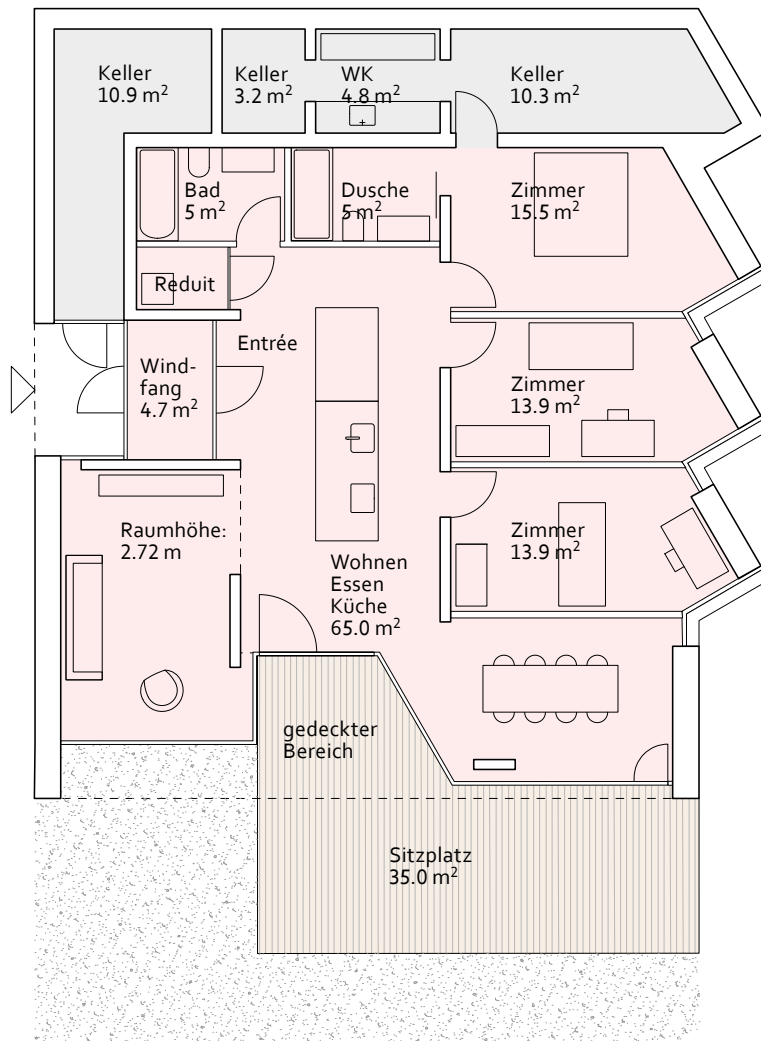 Keller
10.9 m²
Keller
3.2 m²
WK
4.8 m²
Keller
10.3 m²
Bad
5 m²
Dusche
5 m²
Zimmer
15.5 m²
Reduit
Entrée
Wind-
fang
4.7 m²
Zimmer
13.9 m²
Raumhöhe:
2.72 m
Zimmer
13.9 m²
Wohnen
Essen
Küche
65.0 m²
gedeckter
Bereich
Sitzplatz
35.0 m²